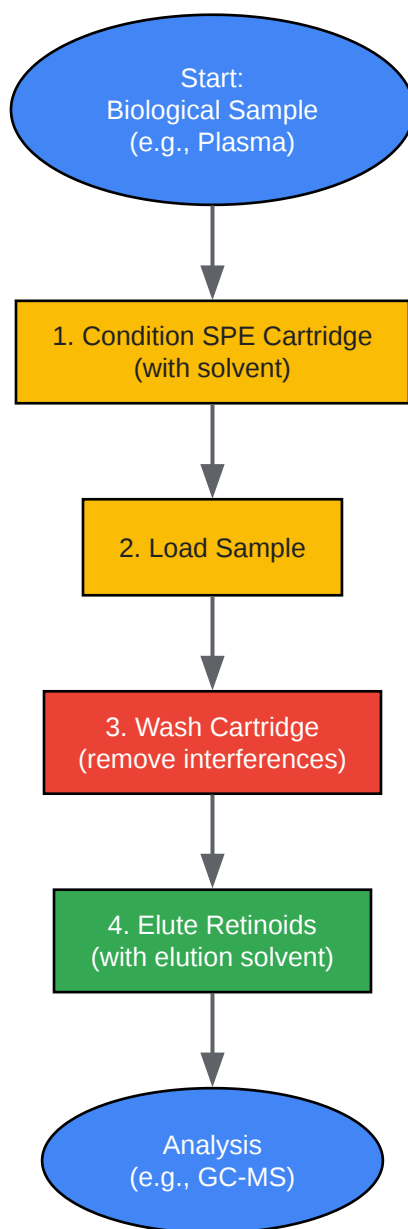 Start:
Biological Sample
(e.g., Plasma)
1. Condition SPE Cartridge
(with solvent)
2. Load Sample
3. Wash Cartridge
(remove interferences)
4. Elute Retinoids
(with elution solvent)
Analysis
(e.g., GC-MS)